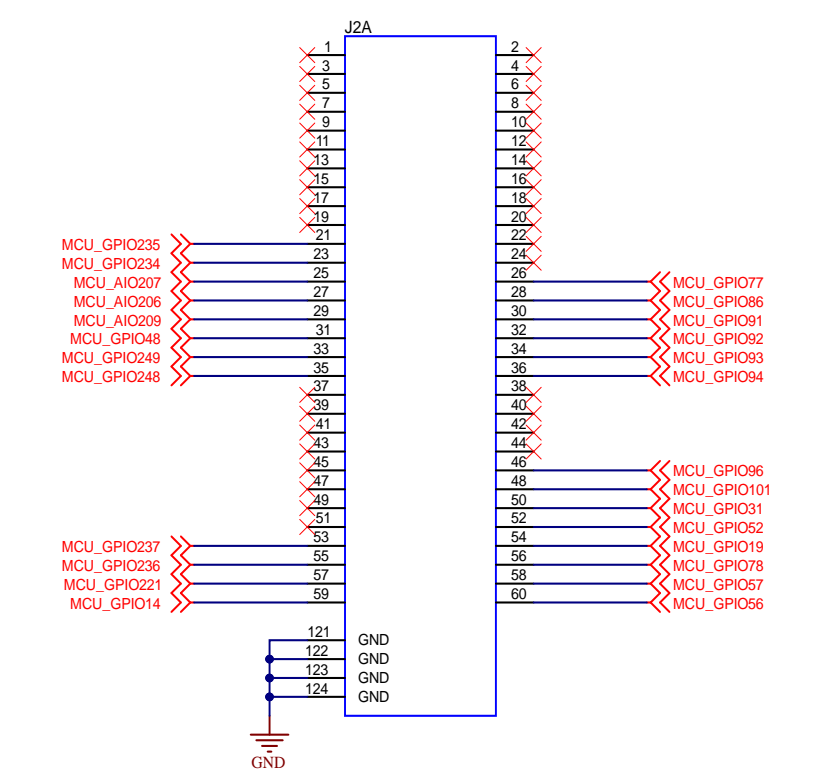 J2A
1 2
3 4
5 6
7 8
9 10
11 12
13 14
15 16
17 18
19 20
MCU_GPIO235 21 22
MCU_GPIO234 23 24
MCU_AIO207 25 26 MCU_GPIO77
MCU_AIO206 27 28 MCU_GPIO86
MCU_AIO209 29 30 MCU_GPIO91
MCU_GPIO48 31 32 MCU_GPIO92
MCU_GPIO249 33 34 MCU_GPIO93
MCU_GPIO248 35 36 MCU_GPIO94
37 38
39 40
41 42
43 44
45 46 MCU_GPIO96
47 48 MCU_GPIO101
49 50 MCU_GPIO31
51 52 MCU_GPIO52
MCU_GPIO237 53 54 MCU_GPIO19
MCU_GPIO236 55 56 MCU_GPIO78
MCU_GPIO221 57 58 MCU_GPIO57
MCU_GPIO14 59 60 MCU_GPIO56
121 GND
122 GND
123 GND
124 GND
GND